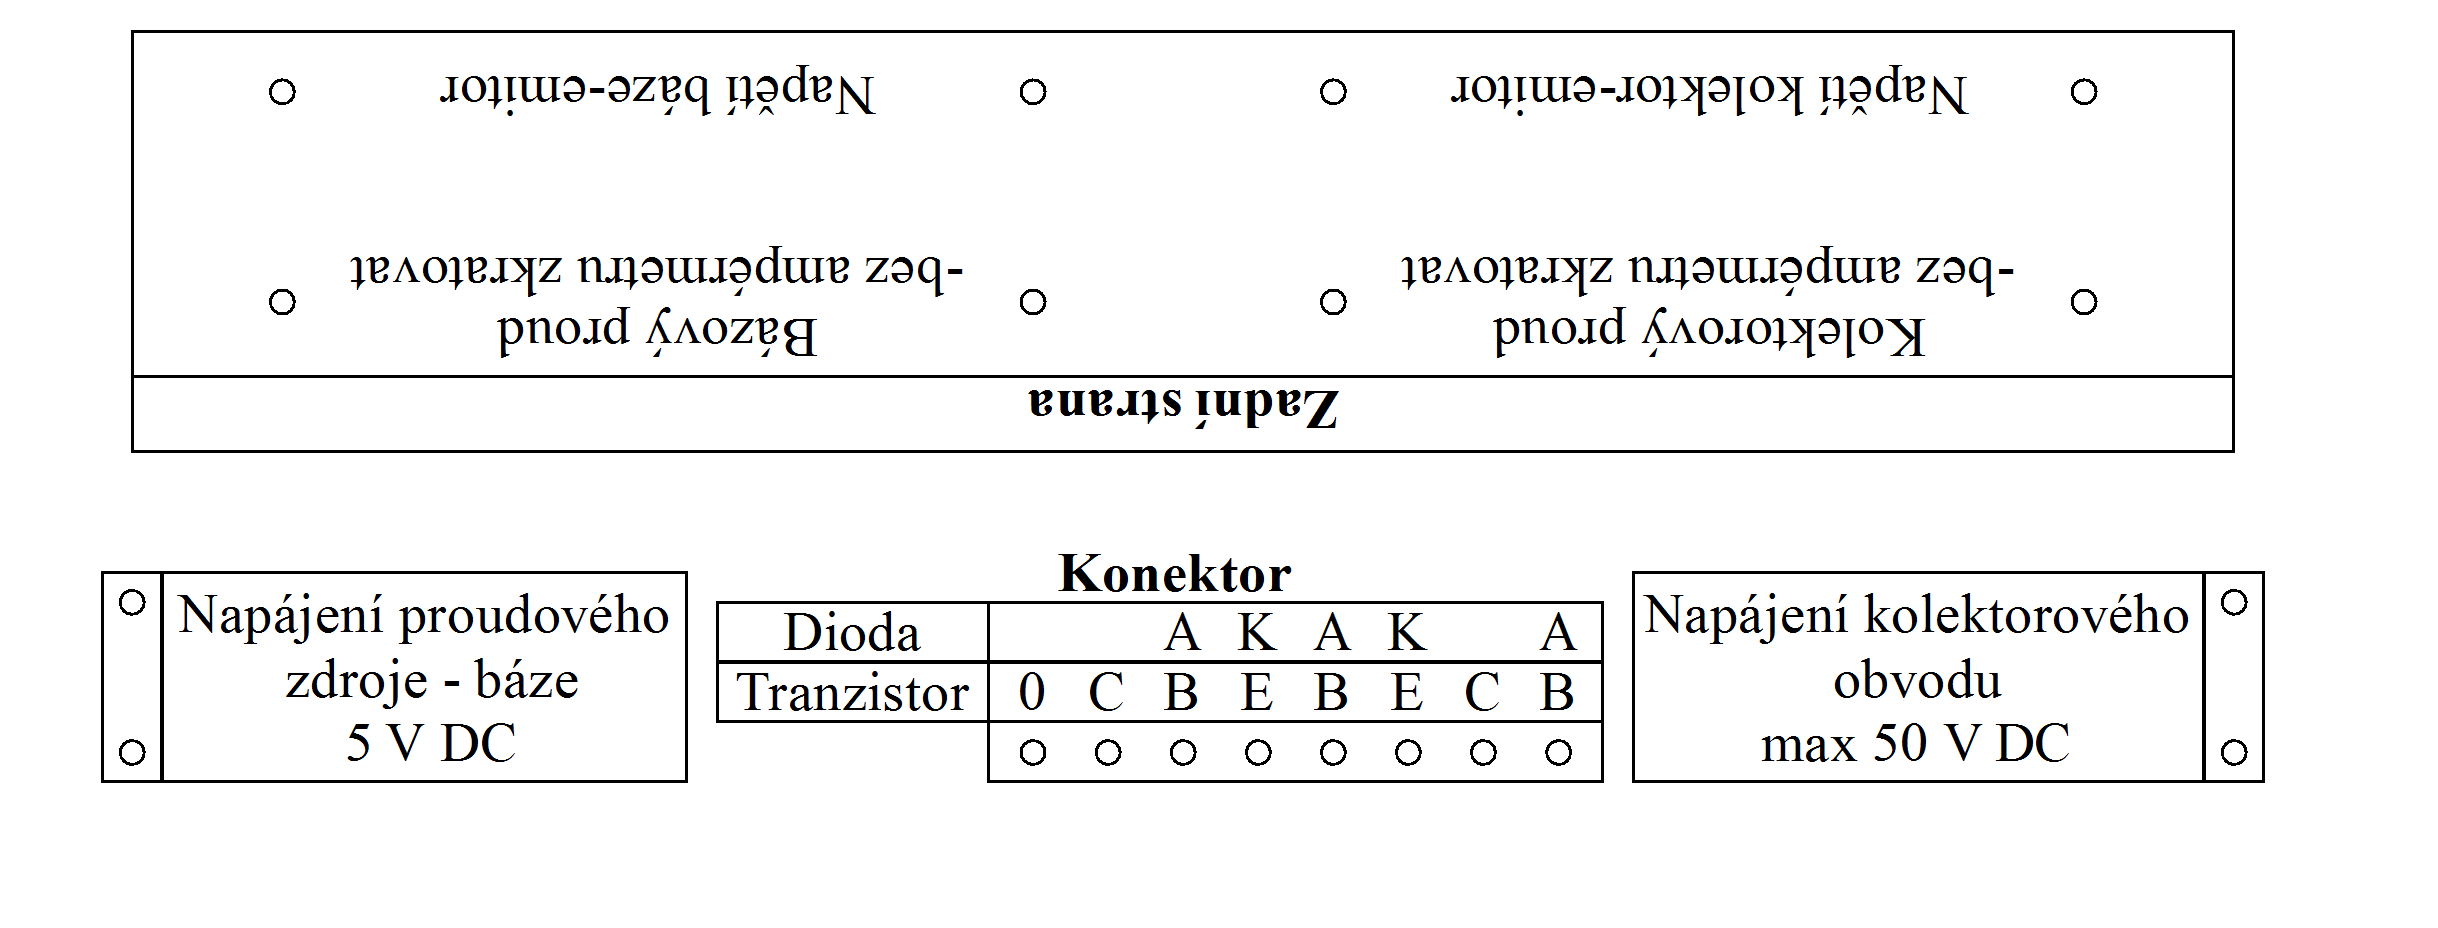 Napětí báze-emitor
Napětí kolektor-emitor
Bázový proud
-bez ampérmetru zkratovat
Kolektorový proud
-bez ampérmetru zkratovat
Zadní strana
Napájení proudového
zdroje - báze
5 V DC
Konektor
Dioda A K A K A
Tranzistor 0 C B E B E C B
Napájení kolektorového
obvodu
max 50 V DC